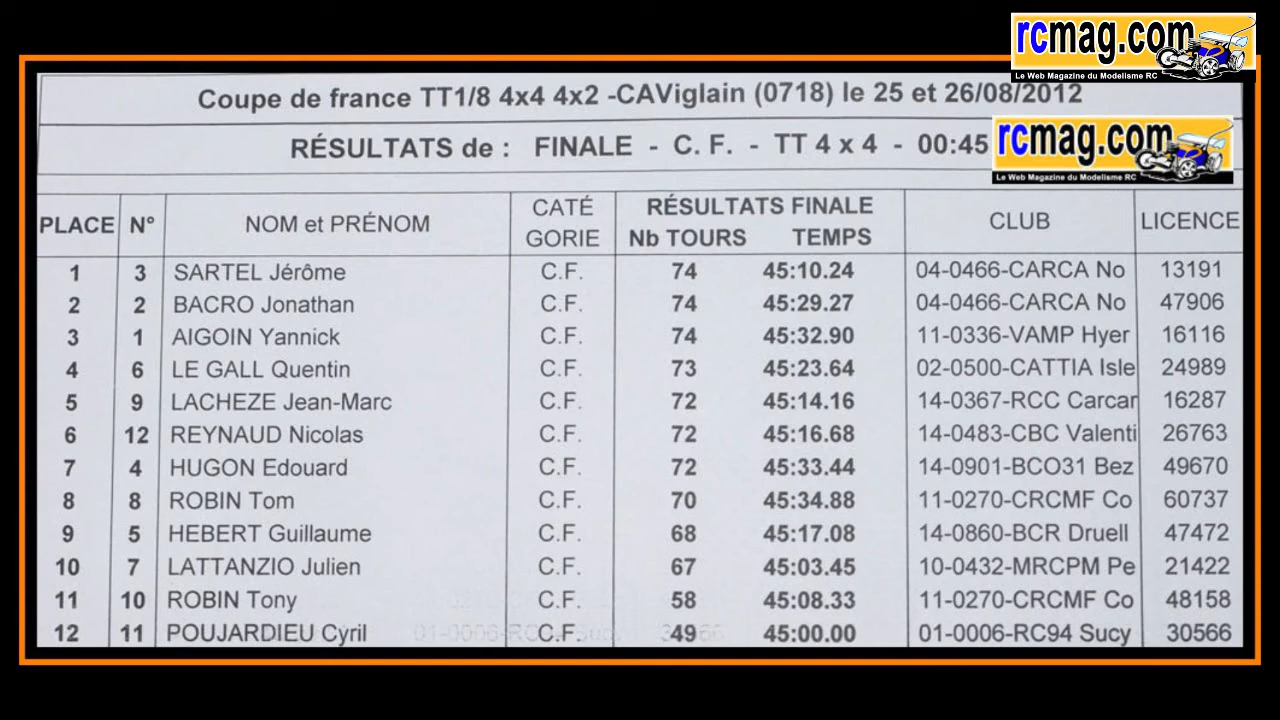 rcmag.com
Le Web Magazine du Modelisme RC
Coupe de france TT1/8 4x4 4x2 -CAViglain (0718) le 25 et 26/08/2012
RÉSULTATS de : FINALE - C. F. - TT 4 x 4 - 00:45
rcmag.com
Le Web Magazine du Modelisme RC
PLACE N° NOM et PRÉNOM CATÉ GORIE RÉSULTATS FINALE Nb TOURS TEMPS CLUB LICENCE
1 3 SARTEL Jérôme C.F. 74 45:10.24 04-0466-CARCA No 13191
2 2 BACRO Jonathan C.F. 74 45:29.27 04-0466-CARCA No 47906
3 1 AIGOIN Yannick C.F. 74 45:32.90 11-0336-VAMP Hyer 16116
4 6 LE GALL Quentin C.F. 73 45:23.64 02-0500-CATTIA Isle 24989
5 9 LACHEZE Jean-Marc C.F. 72 45:14.16 14-0367-RCC Carcar 16287
6 12 REYNAUD Nicolas C.F. 72 45:16.68 14-0483-CBC Valenti 26763
7 4 HUGON Edouard C.F. 72 45:33.44 14-0901-BCO31 Bez 49670
8 8 ROBIN Tom C.F. 70 45:34.88 11-0270-CRCMF Co 60737
9 5 HEBERT Guillaume C.F. 68 45:17.08 14-0860-BCR Druell 47472
10 7 LATTANZIO Julien C.F. 67 45:03.45 10-0432-MRCPM Pe 21422
11 10 ROBIN Tony C.F. 58 45:08.33 11-0270-CRCMF Co 48158
12 11 POUJARDIEU Cyril C.F. 49 45:00.00 01-0006-RC94 Sucy 30566